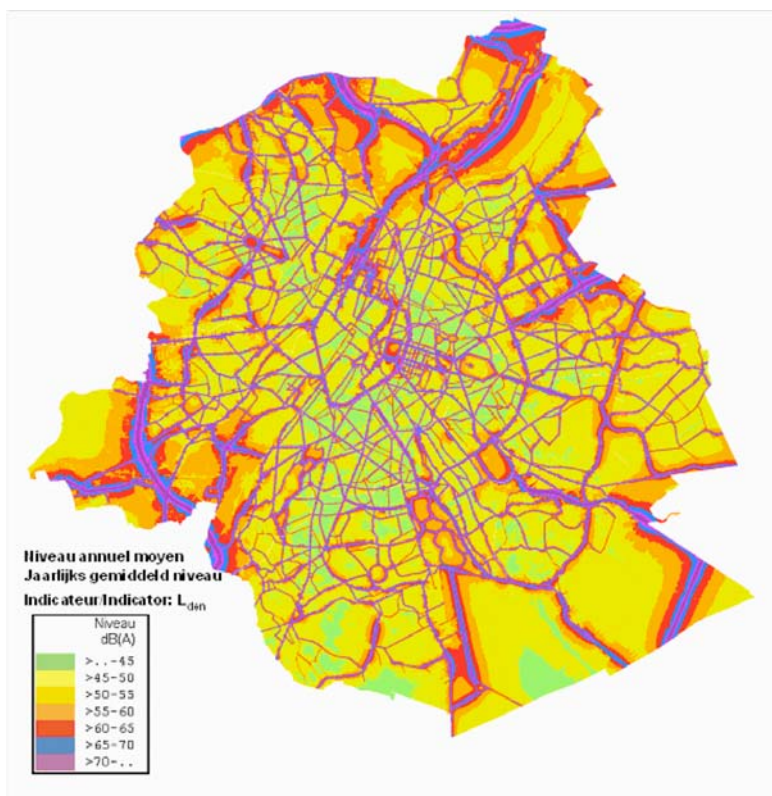 Niveau annuel moyen
Jaarlijks gemiddeld niveau
Indicateur/Indicator: Lden
Niveau
dB(A)
>..-45
>45-50
>50-55
>55-60
>60-65
>65-70
>70-..